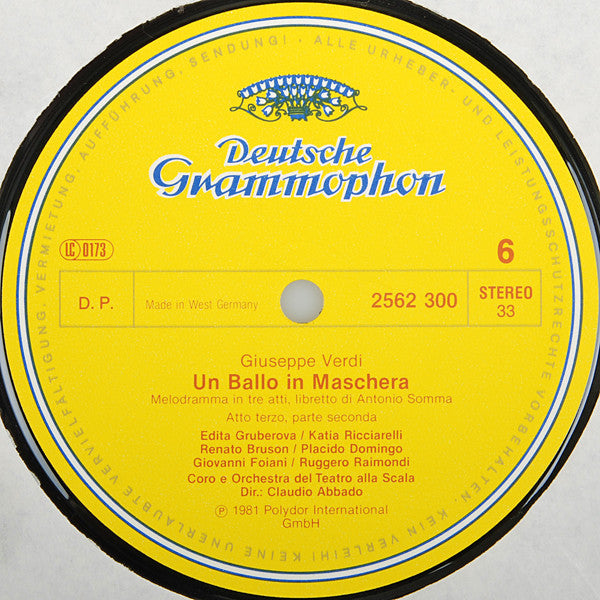 ALLE URHEBER- UND LEISTUNGSSCHUTZRECHTE VORBEHALTEN. KEIN VERLEIH! KEINE UNERLAUBTE VERVIELFÄLTIGUNG, VERMIETUNG, AUFFÜHRUNG, SENDUNG! ·
Deutsche
Grammophon
LC 0173
6
D. P.
Made in West Germany
2562 300
STEREO
33
Giuseppe Verdi
Un Ballo in Maschera
Melodramma in tre atti, libretto di Antonio Somma
Atto terzo, parte seconda
Edita Gruberova / Katia Ricciarelli
Renato Bruson / Placido Domingo
Giovanni Foiani / Ruggero Raimondi
Coro e Orchestra del Teatro alla Scala
Dir.: Claudio Abbado
Ⓟ 1981 Polydor International
GmbH